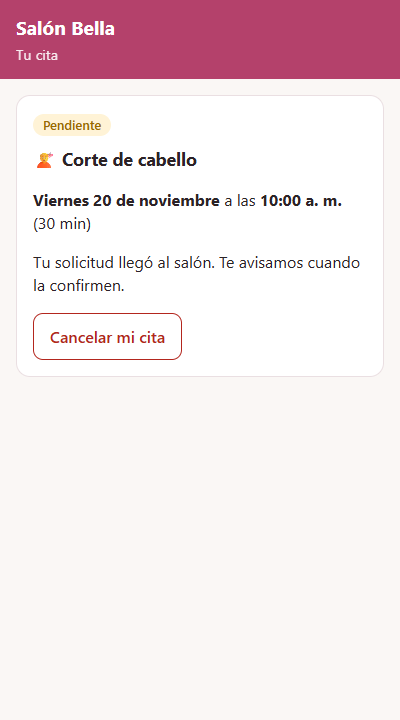 Salón Bella
Tu cita
Pendiente
Corte de cabello
Viernes 20 de noviembre a las 10:00 a. m.
(30 min)
Tu solicitud llegó al salón. Te avisamos cuando
la confirmen.
Cancelar mi cita